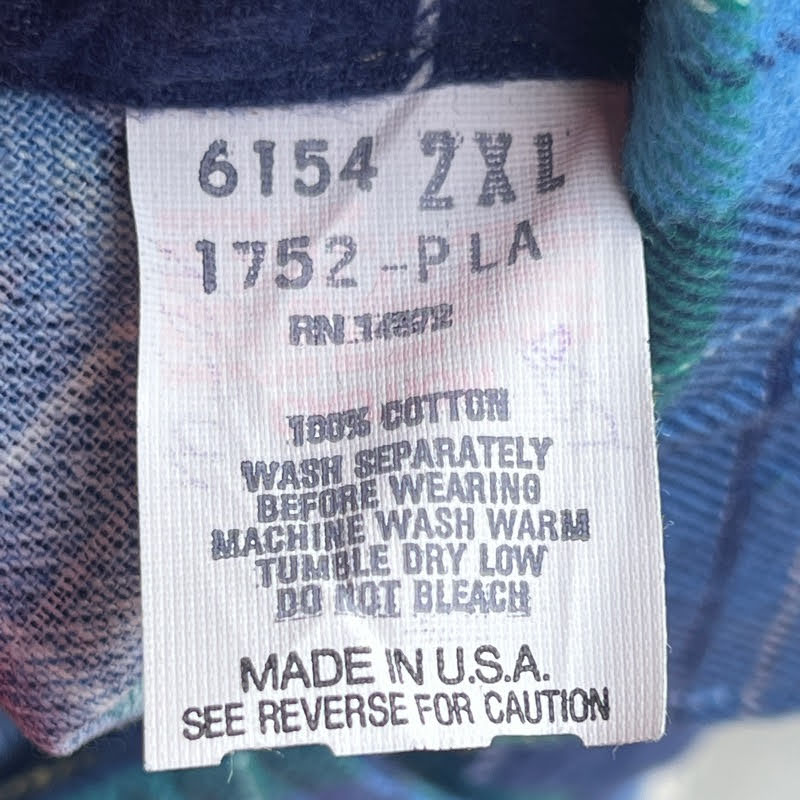 6154 2XL
1752-PLA
RN 14972
100% COTTON
WASH SEPARATELY
BEFORE WEARING
MACHINE WASH WARM
TUMBLE DRY LOW
DO NOT BLEACH
MADE IN U.S.A.
SEE REVERSE FOR CAUTION